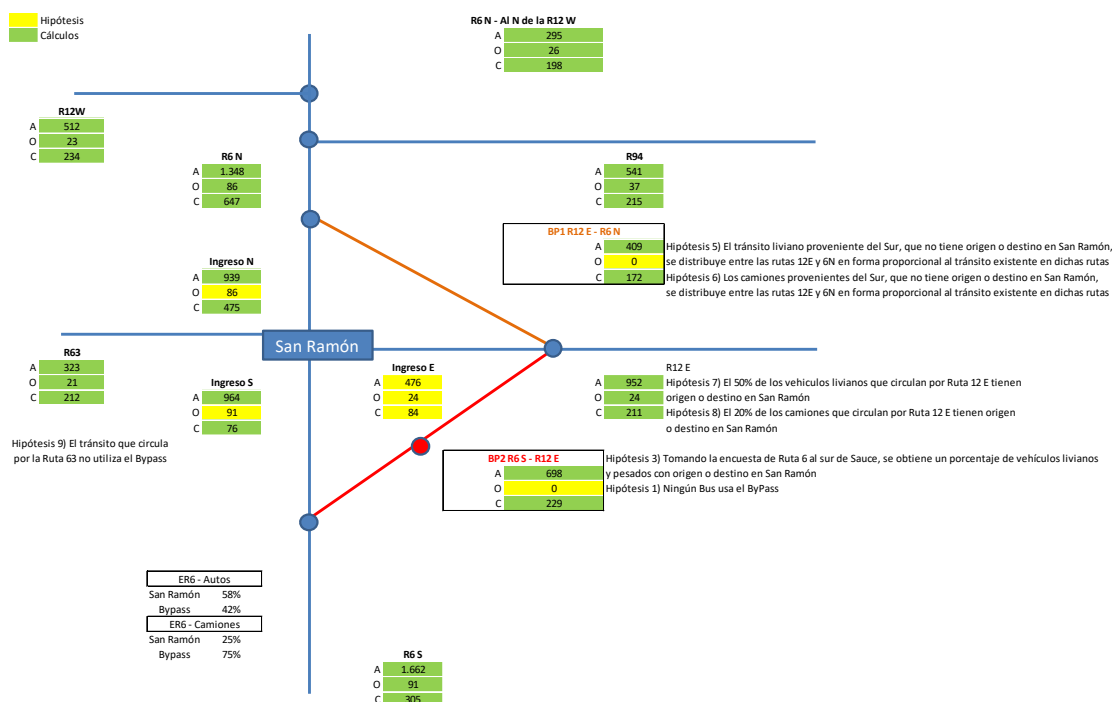 Hipótesis
Cálculos
R6 N - Al N de la R12 W
A 295
O 26
C 198
R12W
A 512
O 23
C 234
R6 N
A 1.348
O 86
C 647
R94
A 541
O 37
C 215
BP1 R12 E - R6 N
A 409 Hipótesis 5) El tránsito liviano proveniente del Sur, que no tiene origen o destino en San Ramón,
O 0 se distribuye entre las rutas 12E y 6N en forma proporcional al tránsito existente en dichas rutas
C 172 Hipótesis 6) Los camiones provenientes del Sur, que no tiene origen o destino en San Ramón,
se distribuye entre las rutas 12E y 6N en forma proporcional al tránsito existente en dichas rutas
Ingreso N
A 939
O 86
C 475
San Ramón
R63
A 323
O 21
C 212
Ingreso S
A 964
O 91
C 76
Ingreso E
A 476
O 24
C 84
R12 E
A 952 Hipótesis 7) El 50% de los vehiculos livianos que circulan por Ruta 12 E tienen
O 24 origen o destino en San Ramón
C 211 Hipótesis 8) El 20% de los camiones que circulan por Ruta 12 E tienen origen
o destino en San Ramón
Hipótesis 9) El tránsito que circula
por la Ruta 63 no utiliza el Bypass
BP2 R6 S - R12 E Hipótesis 3) Tomando la encuesta de Ruta 6 al sur de Sauce, se obtiene un porcentaje de vehículos livianos
A 698 y pesados con origen o destino en San Ramón
O 0 Hipótesis 1) Ningún Bus usa el ByPass
C 229
ER6 - Autos
San Ramón 58%
Bypass 42%
ER6 - Camiones
San Ramón 25%
Bypass 75%
R6 S
A 1.662
O 91
C 305